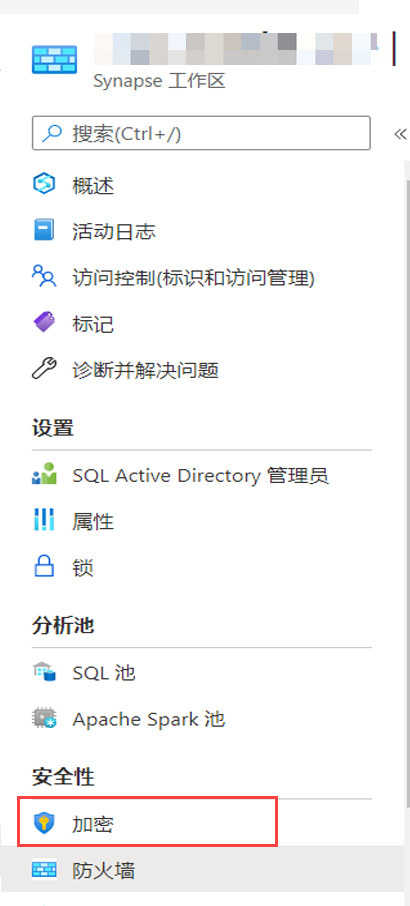 Synapse 工作区
搜索(Ctrl+/)
«
概述
活动日志
访问控制(标识和访问管理)
标记
诊断并解决问题
设置
SQL Active Directory 管理员
属性
锁
分析池
SQL 池
Apache Spark 池
安全性
加密
防火墙